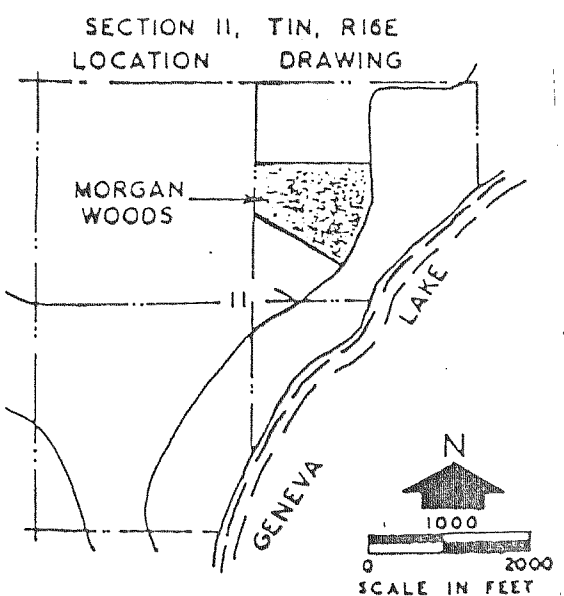 SECTION 11, T1N, R16E
LOCATION DRAWING
MORGAN
WOODS
11
LAKE
GENEVA
N
1000
0 2000
SCALE IN FEET